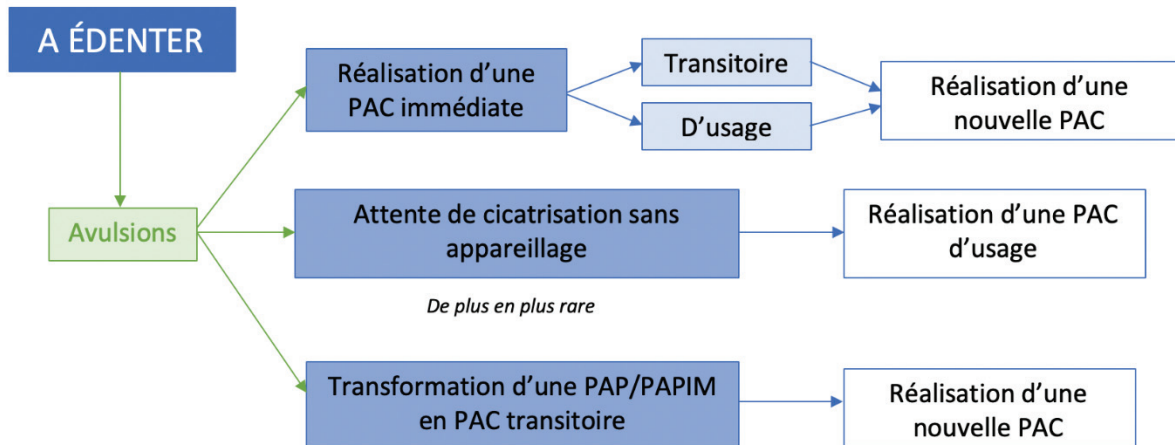 A ÉDENTER
Réalisation d’une
PAC immédiate
Transitoire
D’usage
Réalisation d’une
nouvelle PAC
Avulsions
Attente de cicatrisation sans
appareillage
De plus en plus rare
Réalisation d’une PAC
d’usage
Transformation d’une PAP/PAPIM
en PAC transitoire
Réalisation d’une
nouvelle PAC